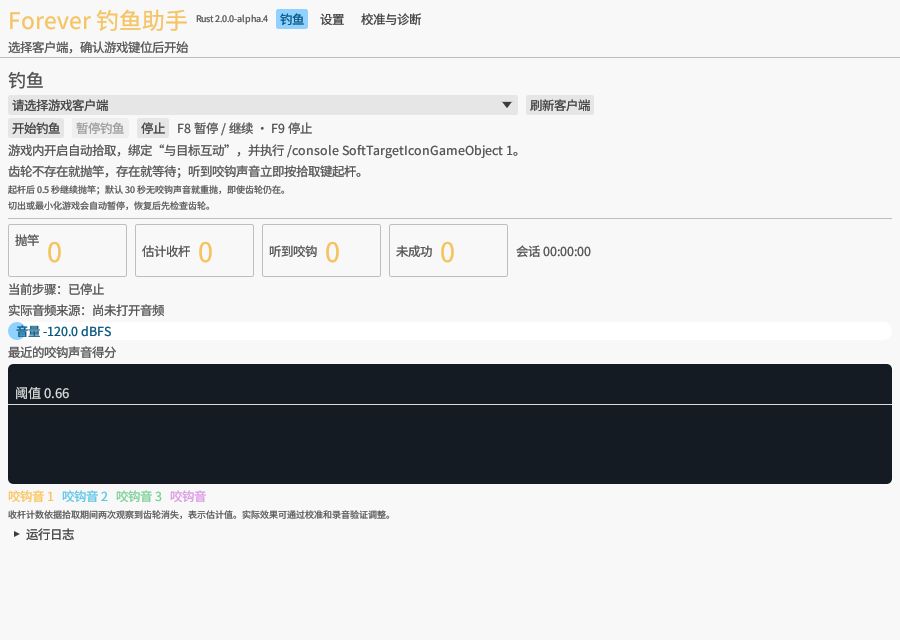 Forever 钓鱼助手 Rust 2.0.0-alpha.4 钓鱼 设置 校准与诊断
选择客户端，确认游戏键位后开始
钓鱼
请选择游戏客户端 刷新客户端
开始钓鱼 暂停钓鱼 停止 F8 暂停 / 继续 · F9 停止
游戏内开启自动拾取，绑定“与目标互动”，并执行 /console SoftTargetIconGameObject 1。
齿轮不存在就抛竿，存在就等待；听到咬钩声音立即按拾取键起杆。
起杆后 0.5 秒继续抛竿；默认 30 秒无咬钩声音就重抛，即使齿轮仍在。
切出或最小化游戏会自动暂停，恢复后先检查齿轮。
抛竿 0 估计收杆 0 听到咬钩 0 未成功 0 会话 00:00:00
当前步骤：已停止
实际音频来源：尚未打开音频
音量 -120.0 dBFS
最近的咬钩声音得分
阈值 0.66
咬钩音 1 咬钩音 2 咬钩音 3 咬钩音
收杆计数依据拾取期间两次观察到齿轮消失，表示估计值。实际效果可通过校准和录音验证调整。
运行日志